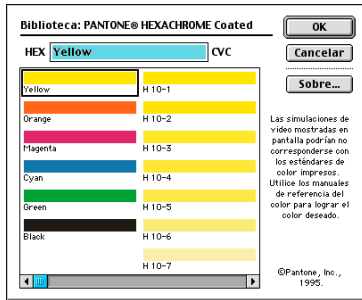 Biblioteca: PANTONE® HEXACHROME Coated
HEX Yellow CVC
OK
Cancelar
Sobre...
Yellow
H 10-1
Orange
H 10-2
Magenta
H 10-3
Cyan
H 10-4
Green
H 10-5
Black
H 10-6
H 10-7
Las simulaciones de
video mostradas en
pantalla podrían no
corresponderse con
los estándares de
color impresos.
Utilice los manuales
de referencia del
color para lograr el
color deseado.
©Pantone, Inc.,
1995.